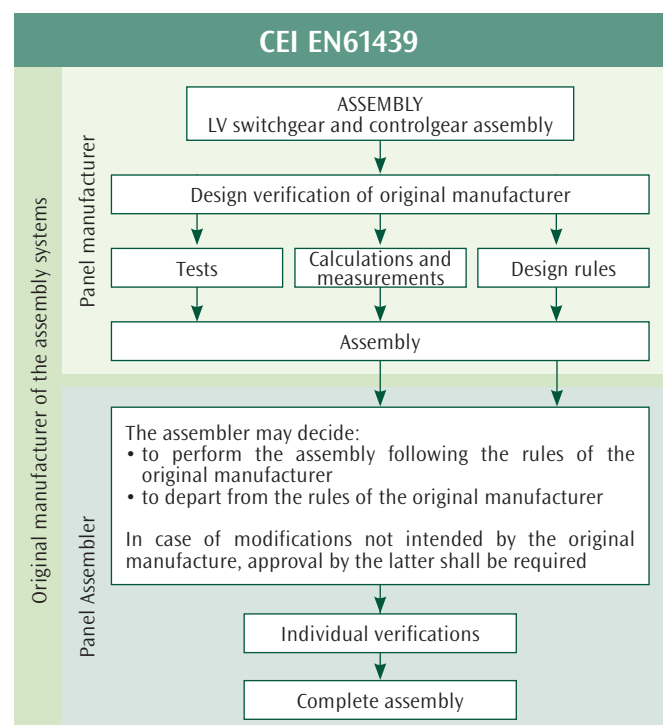 CEI EN61439
Original manufacturer of the assembly systems
Panel manufacturer
ASSEMBLY
LV switchgear and controlgear assembly
Design verification of original manufacturer
Tests
Calculations and
measurements
Design rules
Assembly
Panel Assembler
The assembler may decide:
• to perform the assembly following the rules of the
original manufacturer
• to depart from the rules of the original manufacturer
In case of modifications not intended by the original
manufacture, approval by the latter shall be required
Individual verifications
Complete assembly